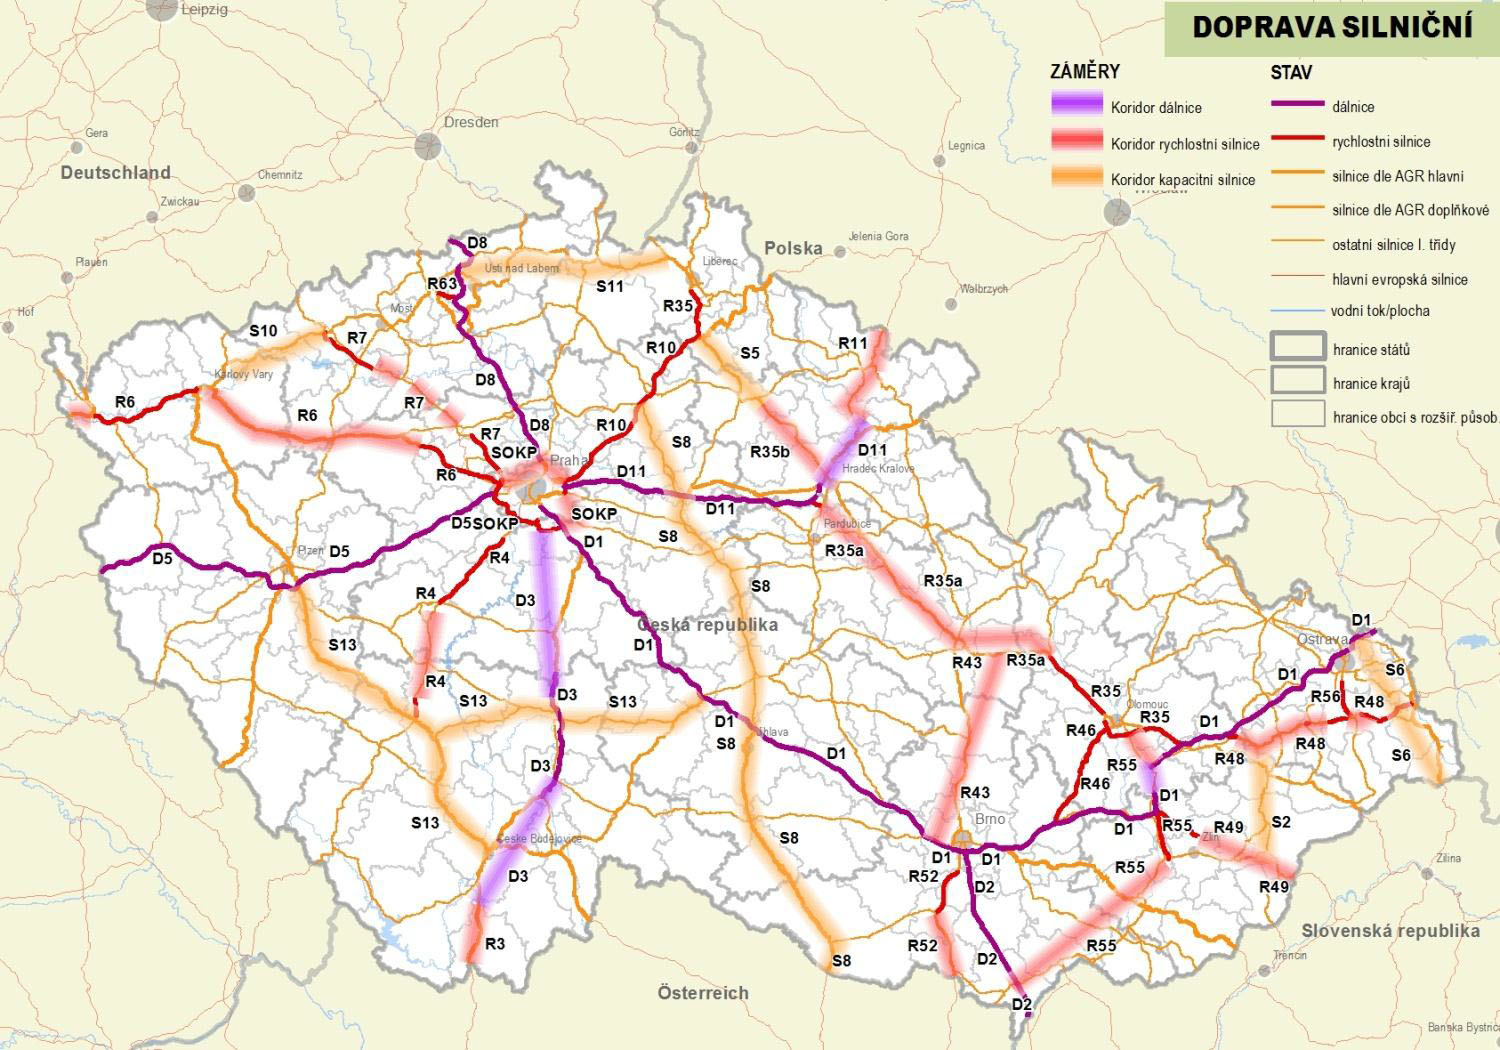 DOPRAVA SILNIČNÍ
ZÁMĚRY
Koridor dálnice
Koridor rychlostní silnice
Koridor kapacitní silnice
STAV
dálnice
rychlostní silnice
silnice dle AGR hlavní
silnice dle AGR doplňkové
ostatní silnice I. třídy
hlavní evropská silnice
vodní tok/plocha
hranice států
hranice krajů
hranice obcí s rozšíř. působ.
Leipzig
Dresden
Gera
Görlitz
Legnica
Deutschland
Chemnitz
Zwickau
Jelenia Gora
Polska
D8
Liberec
Plauen
Usti nad Labem
R63
S11
Wałbrzych
Hof
Most
R35
S10
R7
R11
R10
S5
Karlovy Vary
D8
R6
R7
R6
D8
R10
R7
S8
SOKP
R35b
D11
Praha
Hradec Kralove
R6
D11
D11
SOKP
D5
SOKP
Pardubice
S8
D1
R35a
Plzen
D5
D5
R4
R35a
S8
R4
D3
Česká republika
D1
Ostrava
D1
S13
R43
R35a
S6
D1
R4
R35
R56
R48
D3
S13
S13
Olomouc
R35
D1
D1
R46
Jihlava
S8
R48
D1
R48
S6
R55
D3
R46
R43
D1
S13
Brno
D1
R55
R49
S2
Ceske Budejovice
S8
Zlin
D1
D1
Zilina
R55
D3
R52
D2
R49
Slovenská republika
R3
R52
R55
D2
S8
Trencin
Österreich
D2
Banska Bystrica